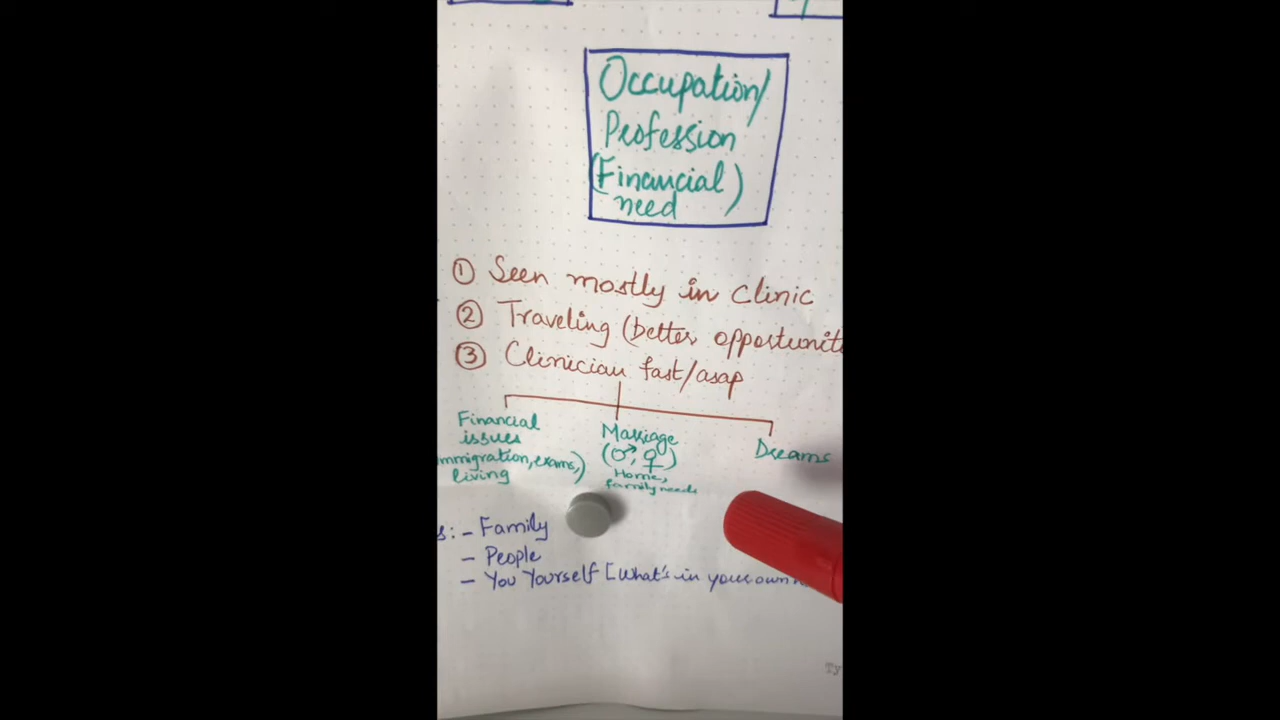 Occupation/
Profession
(Financial)
need
① Seen mostly in Clinic
② Traveling (better opportunit
③ Clinician fast/asap
Financial
issues
immigration, exams,)
living
Marriage
(♂, ♀)
Home,
family needs
Dreams
s: - Family
- People
- You Yourself [What's in your own
Ty